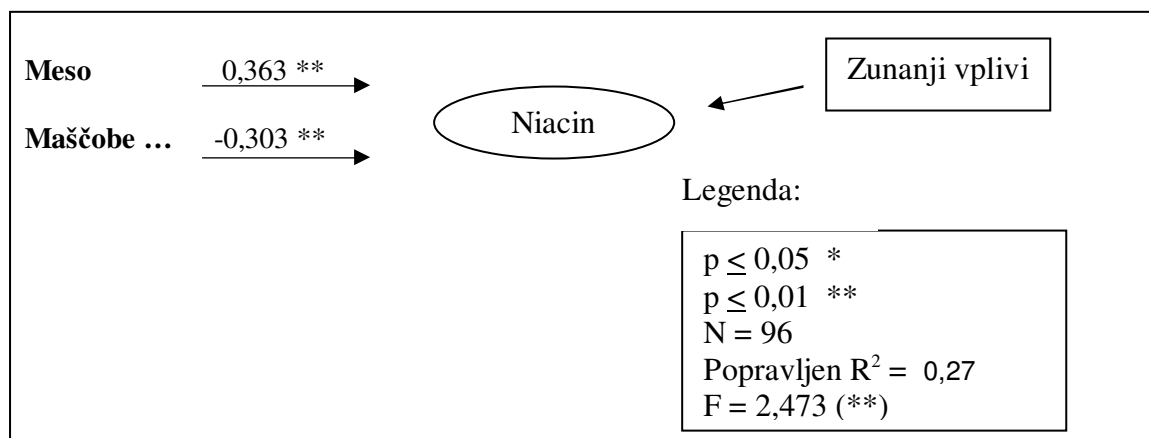 Meso 0,363 **
Zunanji vplivi
Niacin
Maščobe … -0,303 **
Legenda:
p ≤ 0,05 *
p ≤ 0,01 **
N = 96
Popravljen R² = 0,27
F = 2,473 (**)